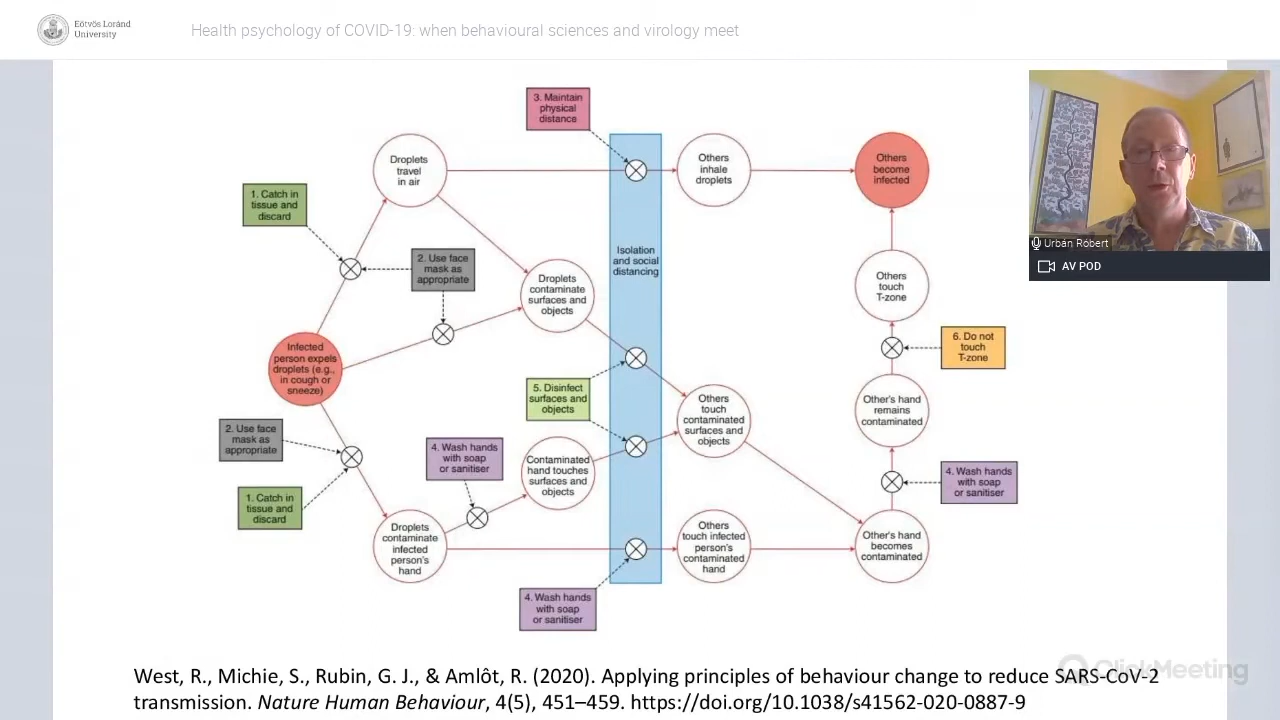 Eötvös Loránd
University
Health psychology of COVID-19: when behavioural sciences and virology meet
3. Maintain
physical
distance
Droplets
travel
in air
Others
inhale
droplets
Others
become
infected
1. Catch in
tissue and
discard
2. Use face
mask as
appropriate
Isolation
and social
distancing
Droplets
contaminate
surfaces and
objects
Others
touch
T-zone
Infected
person expels
droplets (e.g.,
in cough or
sneeze)
6. Do not
touch
T-zone
5. Disinfect
surfaces and
objects
Others
touch
contaminated
surfaces and
objects
Other's hand
remains
contaminated
2. Use face
mask as
appropriate
4. Wash hands
with soap
or sanitiser
Contaminated
hand touches
surfaces and
objects
4. Wash hands
with soap
or sanitiser
1. Catch in
tissue and
discard
Droplets
contaminate
infected
person's
hand
Others
touch infected
person's
contaminated
hand
Other's hand
becomes
contaminated
4. Wash hands
with soap
or sanitiser
Urbán Róbert
AV POD
West, R., Michie, S., Rubin, G. J., & Amlôt, R. (2020). Applying principles of behaviour change to reduce SARS-CoV-2
transmission. Nature Human Behaviour, 4(5), 451–459. https://doi.org/10.1038/s41562-020-0887-9
ClickMeeting